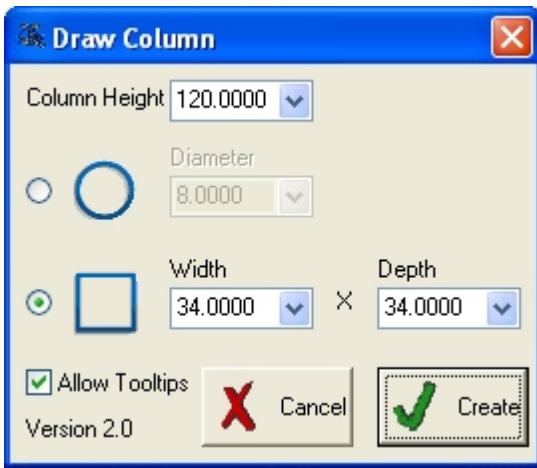 Draw Column
Column Height 120.0000
Diameter
8.0000
Width Depth
34.0000 X 34.0000
Allow Tooltips
Cancel Create
Version 2.0